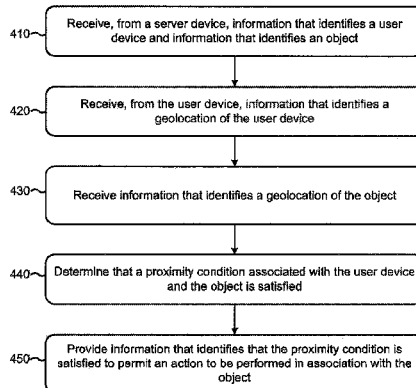 410
Receive, from a server device, information that identifies a user
device and information that identifies an object
420
Receive, from the user device, information that identifies a
geolocation of the user device
430
Receive information that identifies a geolocation of the object
440
Determine that a proximity condition associated with the user device
and the object is satisfied
450
Provide information that identifies that the proximity condition is
satisfied to permit an action to be performed in association with the
object